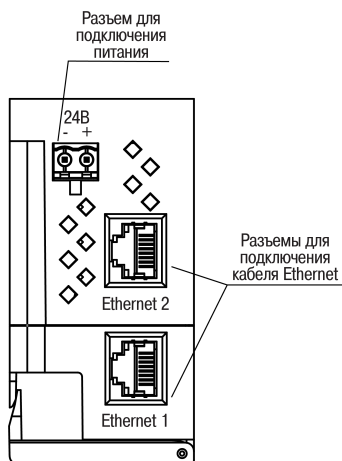 Разъем для
подключения
питания
24В
- +
Ethernet 2
Разъемы для
подключения
кабеля Ethernet
Ethernet 1